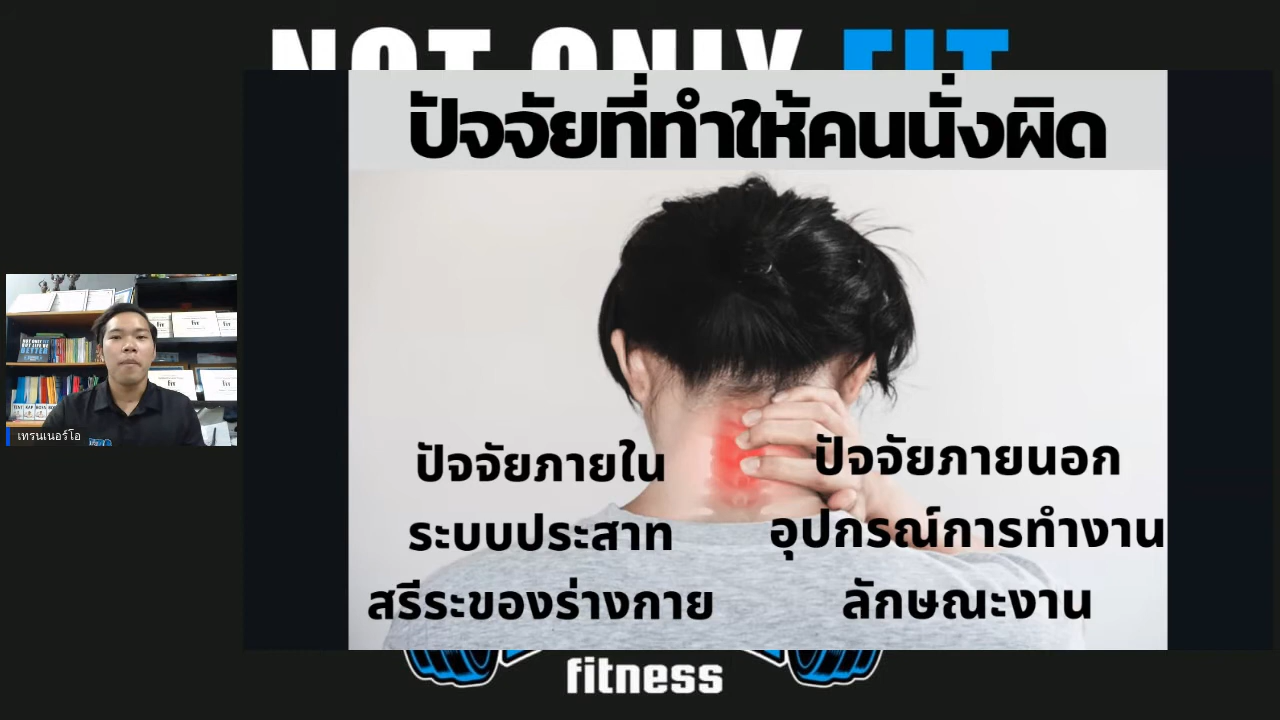 NOT ONLY FIT
ปัจจัยที่ทำให้คนนั่งผิด
ปัจจัยภายใน
ระบบประสาท
สรีระของร่างกาย
ปัจจัยภายนอก
อุปกรณ์การทำงาน
ลักษณะงาน
เทรนเนอร์โอ
fitness